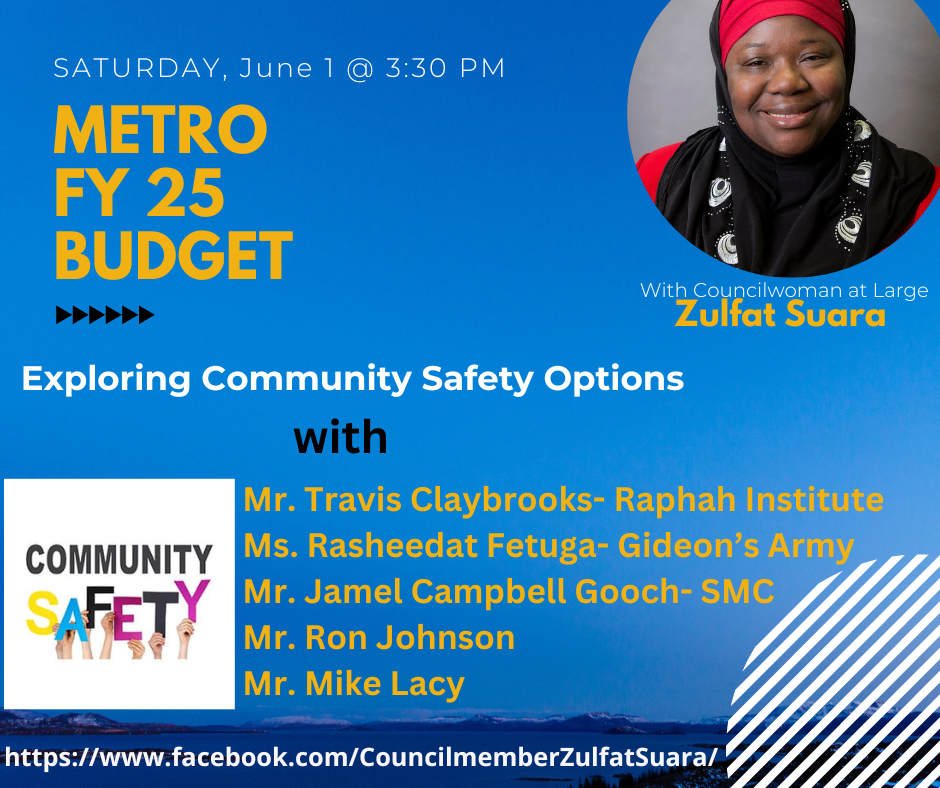 SATURDAY, June 1 @ 3:30 PM
METRO
FY 25
BUDGET
With Councilwoman at Large
Zulfat Suara
Exploring Community Safety Options
with
COMMUNITY
SAFETY
Mr. Travis Claybrooks- Raphah Institute
Ms. Rasheedat Fetuga- Gideon’s Army
Mr. Jamel Campbell Gooch- SMC
Mr. Ron Johnson
Mr. Mike Lacy
https://www.facebook.com/CouncilmemberZulfatSuara/